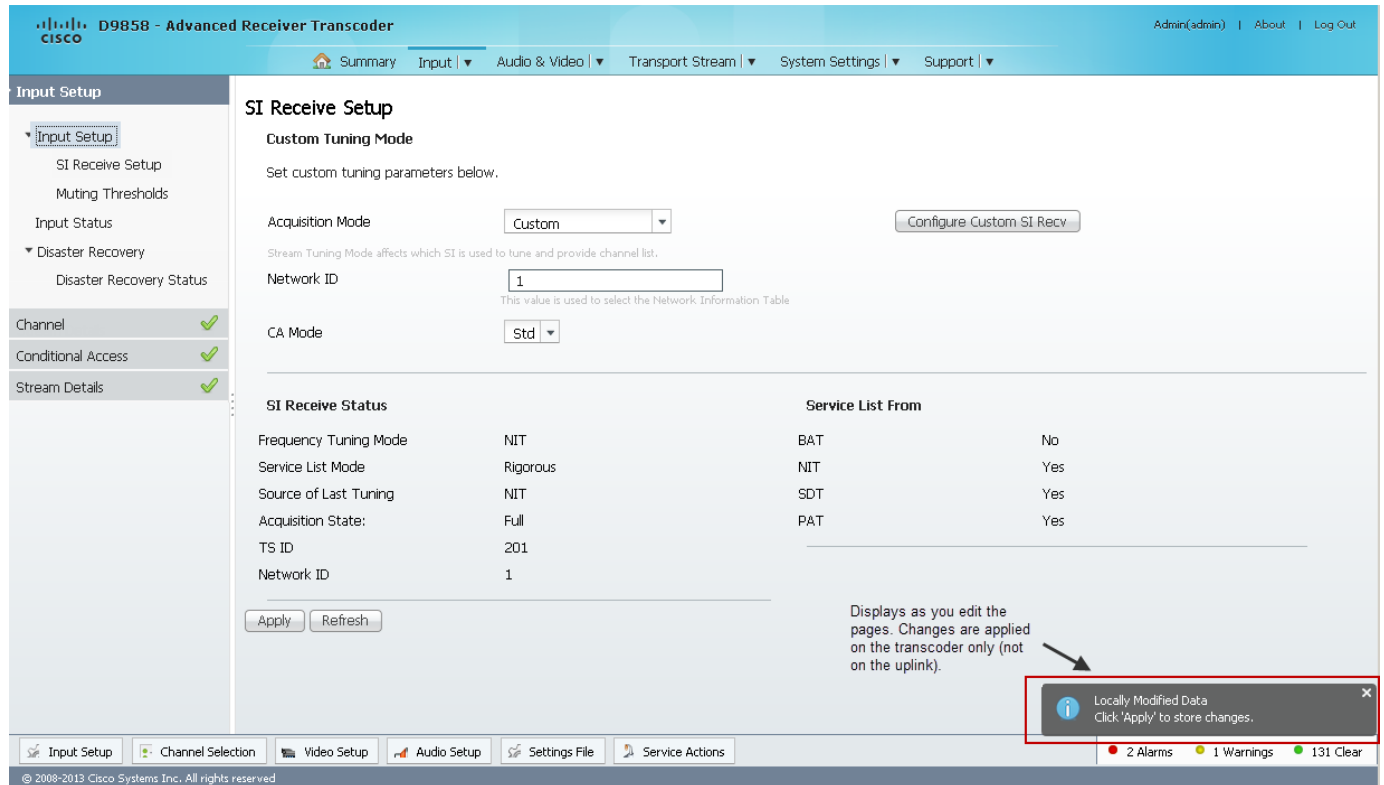 CISCO
D9858 - Advanced Receiver Transcoder
Admin(admin) | About | Log Out
Summary Input | ▼ Audio & Video | ▼ Transport Stream | ▼ System Settings | ▼ Support | ▼
Input Setup
Input Setup
SI Receive Setup
Muting Thresholds
Input Status
Disaster Recovery
Disaster Recovery Status
Channel
Conditional Access
Stream Details
SI Receive Setup
Custom Tuning Mode
Set custom tuning parameters below.
Acquisition Mode Custom Configure Custom SI Recv
Stream Tuning Mode affects which SI is used to tune and provide channel list.
Network ID 1
This value is used to select the Network Information Table
CA Mode Std
SI Receive Status Service List From
Frequency Tuning Mode NIT BAT No
Service List Mode Rigorous NIT Yes
Source of Last Tuning NIT SDT Yes
Acquisition State: Full PAT Yes
TS ID 201
Network ID 1
Apply Refresh
Displays as you edit the
pages. Changes are applied
on the transcoder only (not
on the uplink).
Locally Modified Data
Click 'Apply' to store changes.
Input Setup Channel Selection Video Setup Audio Setup Settings File Service Actions 2 Alarms 1 Warnings 131 Clear
© 2008-2013 Cisco Systems Inc. All rights reserved